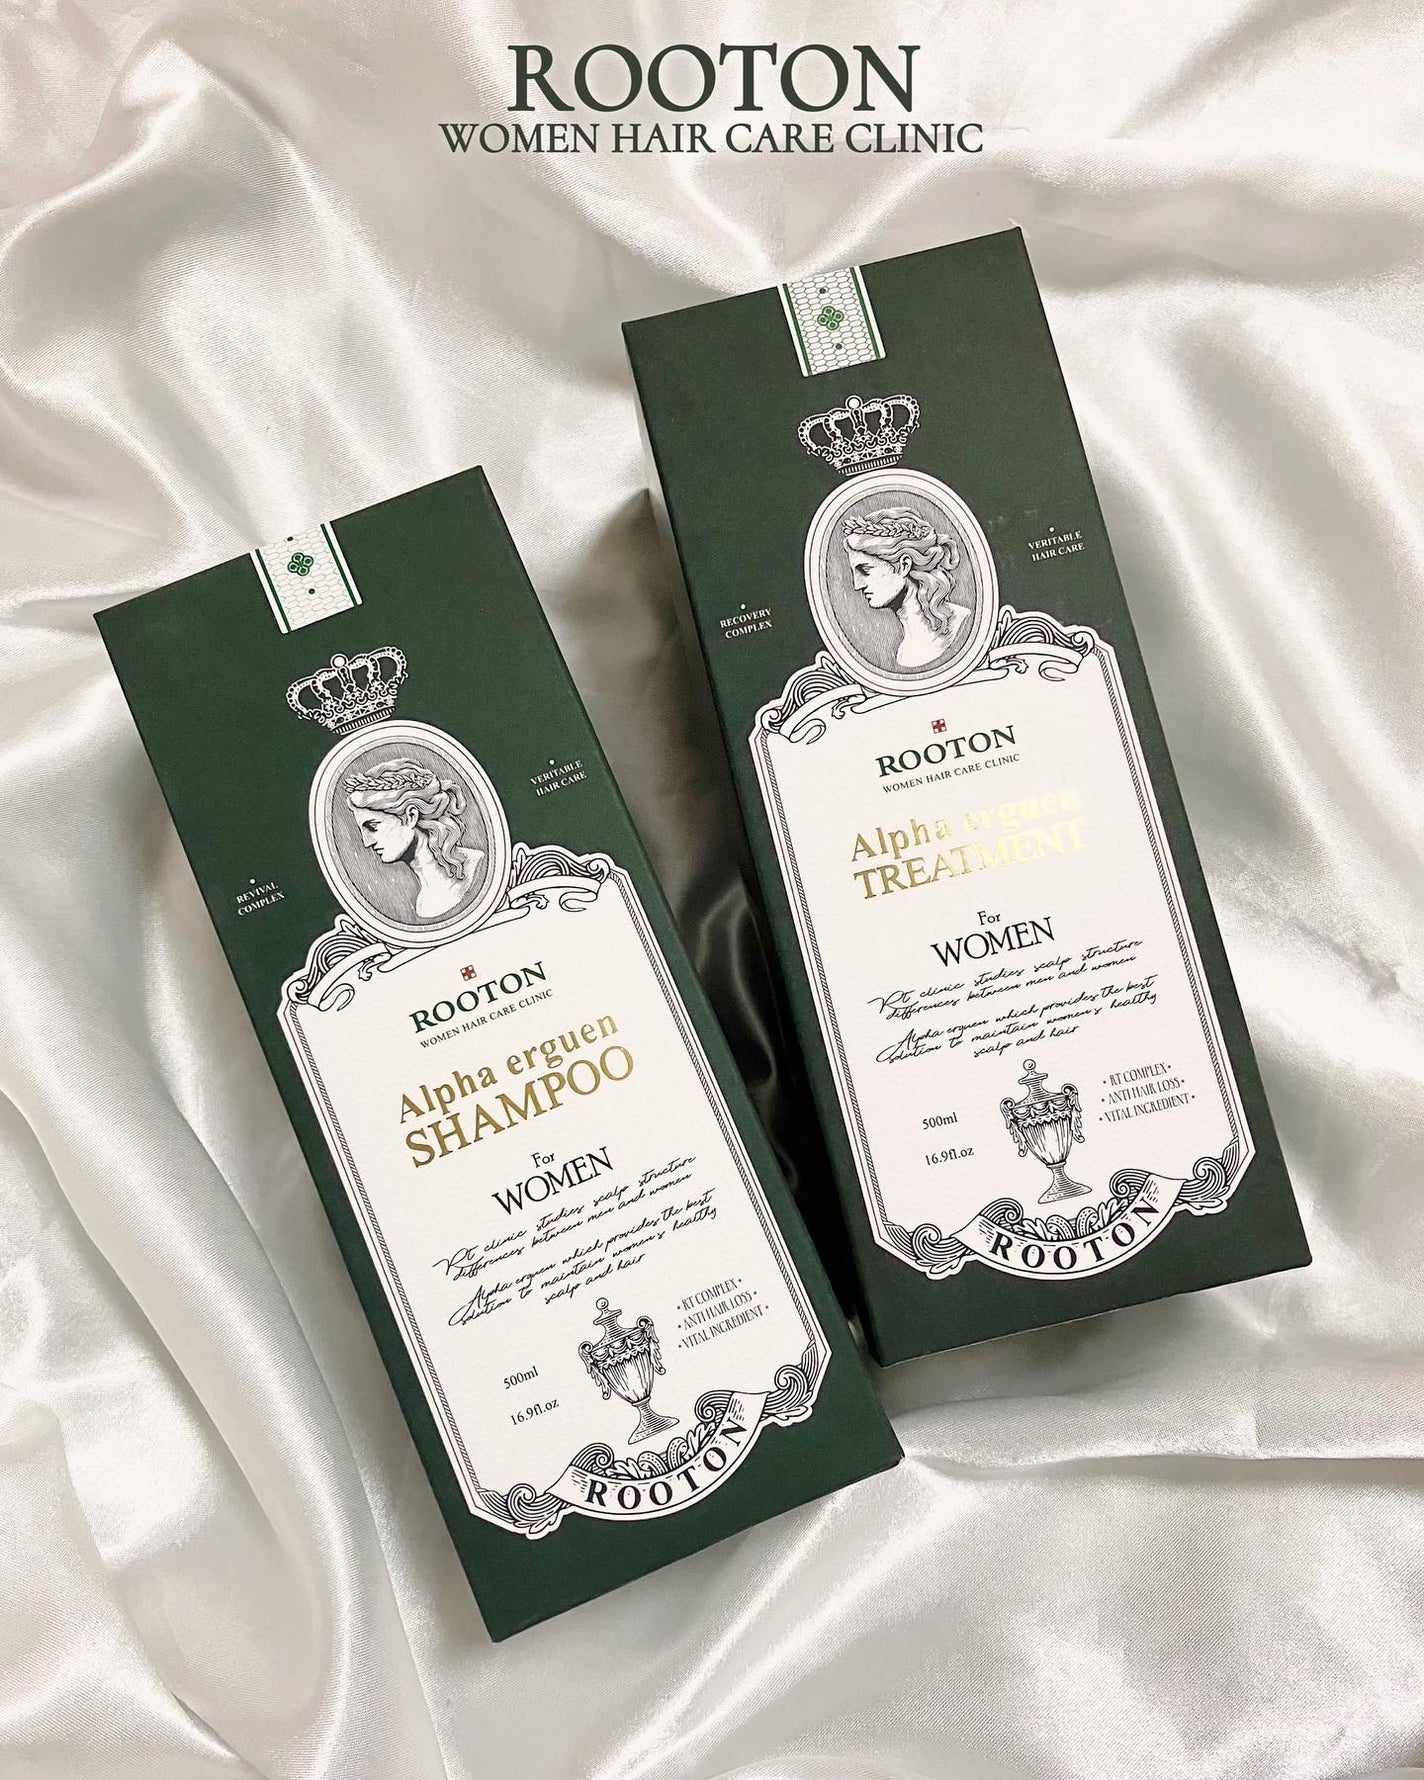 ROOTON
WOMEN HAIR CARE CLINIC
REVIVAL
COMPLEX
VERITABLE
HAIR CARE
ROOTON
WOMEN HAIR CARE CLINIC
Alpha erguen
SHAMPOO
For
WOMEN
Rt clinic studies scalp structure
differences between men and women
Alpha erguen which provides the best
solution to maintain women's healthy
scalp and hair
500ml
16.9fl.oz
• RT COMPLEX •
• ANTI HAIR LOSS •
• VITAL INGREDIENT •
ROOTON
RECOVERY
COMPLEX
VERITABLE
HAIR CARE
ROOTON
WOMEN HAIR CARE CLINIC
Alpha erguen
TREATMENT
For
WOMEN
Rt clinic studies scalp structure
differences between men and women
Alpha erguen which provides the best
solution to maintain women's healthy
scalp and hair
500ml
16.9fl.oz
• RT COMPLEX •
• ANTI HAIR LOSS •
• VITAL INGREDIENT •
ROOTON